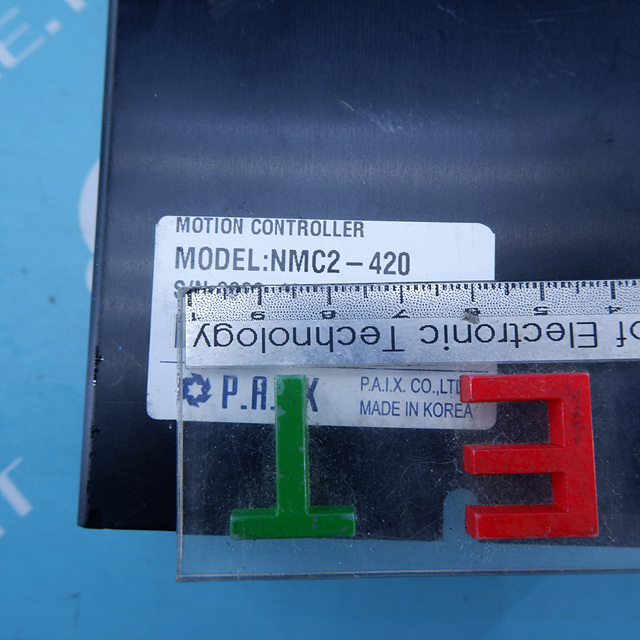 MOTION CONTROLLER
MODEL:NMC2-420
S/N
of Electronic Technology
P.A.I.X
P.A.I.X. CO.,LTD
MADE IN KOREA
T E